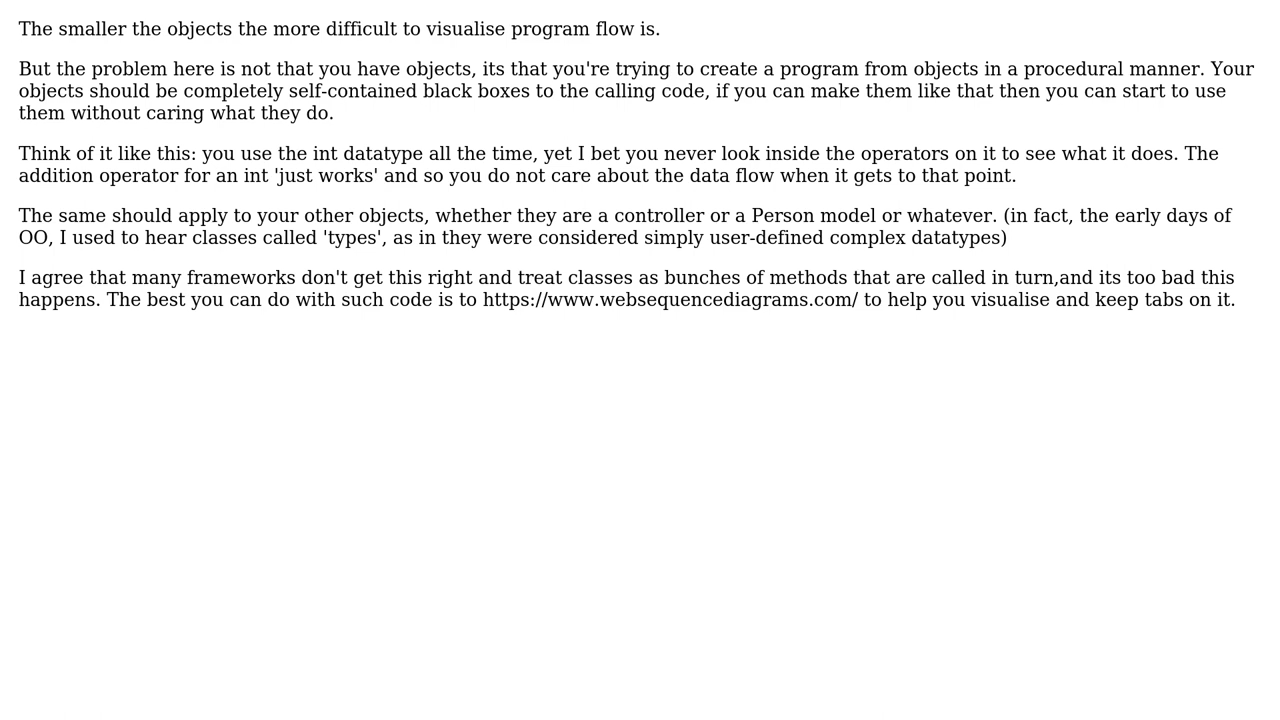 The smaller the objects the more difficult to visualise program flow is.
But the problem here is not that you have objects, its that you're trying to create a program from objects in a procedural manner. Your
objects should be completely self-contained black boxes to the calling code, if you can make them like that then you can start to use
them without caring what they do.
Think of it like this: you use the int datatype all the time, yet I bet you never look inside the operators on it to see what it does. The
addition operator for an int 'just works' and so you do not care about the data flow when it gets to that point.
The same should apply to your other objects, whether they are a controller or a Person model or whatever. (in fact, the early days of
OO, I used to hear classes called 'types', as in they were considered simply user-defined complex datatypes)
I agree that many frameworks don't get this right and treat classes as bunches of methods that are called in turn,and its too bad this
happens. The best you can do with such code is to https://www.websequencediagrams.com/ to help you visualise and keep tabs on it.